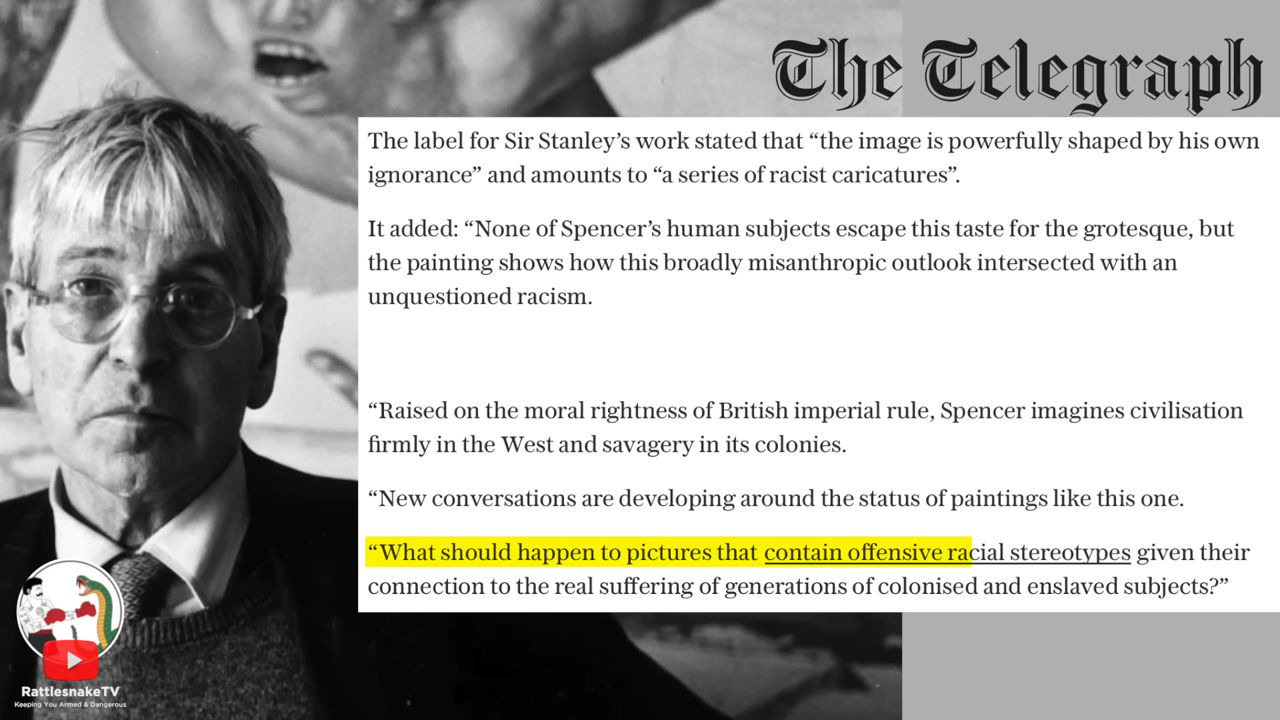 The Telegraph
The label for Sir Stanley’s work stated that “the image is powerfully shaped by his own
ignorance” and amounts to “a series of racist caricatures”.
It added: “None of Spencer’s human subjects escape this taste for the grotesque, but
the painting shows how this broadly misanthropic outlook intersected with an
unquestioned racism.
“Raised on the moral rightness of British imperial rule, Spencer imagines civilisation
firmly in the West and savagery in its colonies.
“New conversations are developing around the status of paintings like this one.
“What should happen to pictures that contain offensive racial stereotypes given their
connection to the real suffering of generations of colonised and enslaved subjects?”
RattlesnakeTV
Keeping You Armed & Dangerous